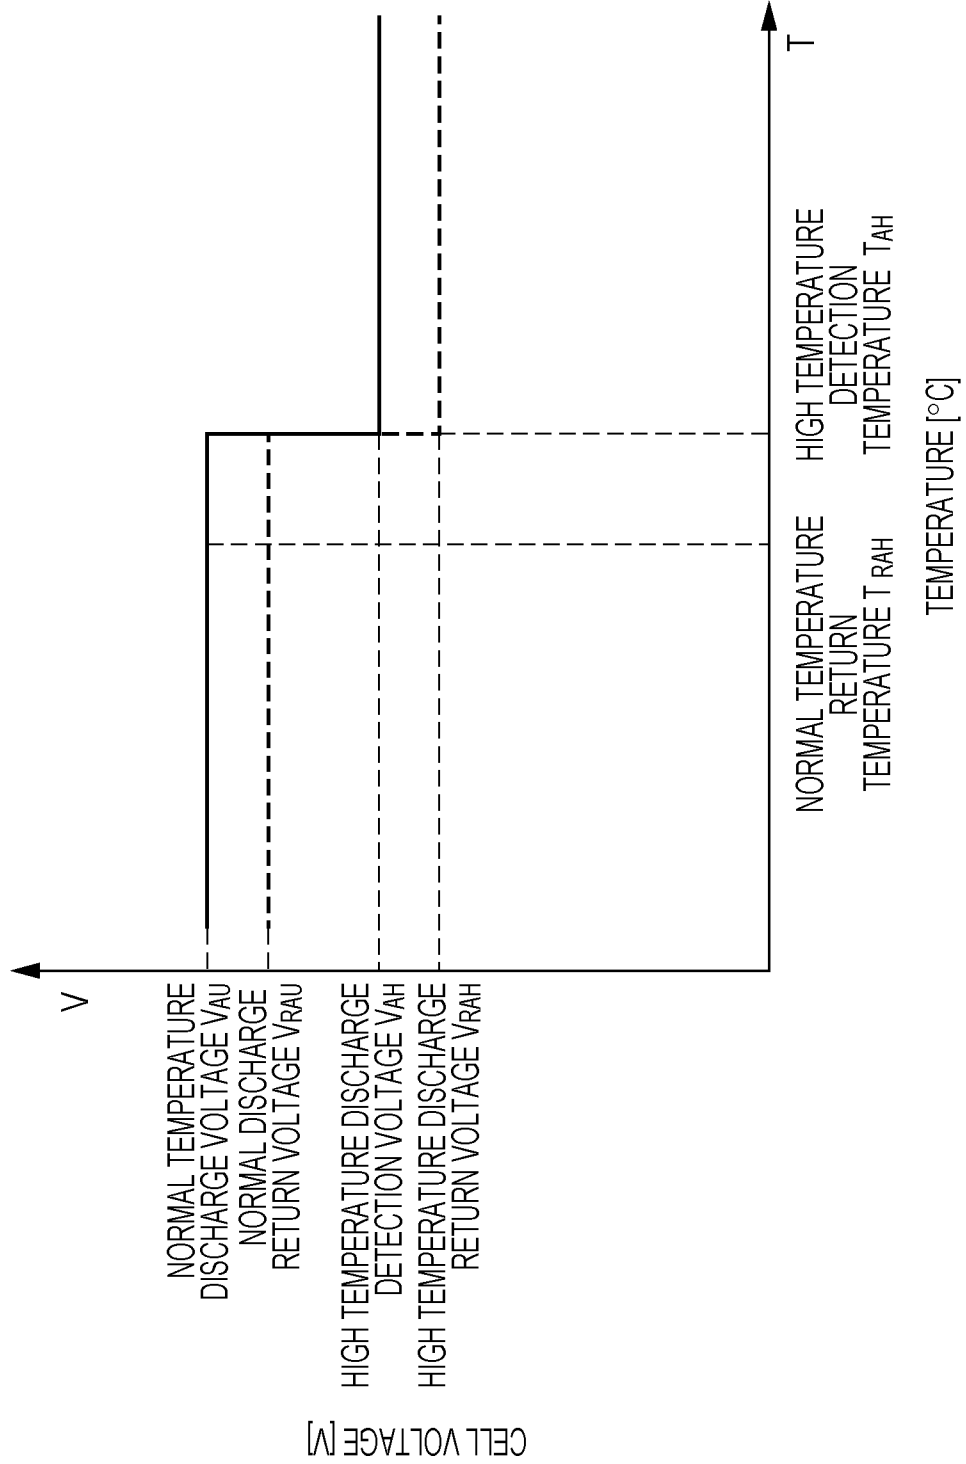 V
NORMAL TEMPERATURE
DISCHARGE VOLTAGE VAU
NORMAL DISCHARGE
RETURN VOLTAGE VRAU
HIGH TEMPERATURE DISCHARGE
DETECTION VOLTAGE VAH
HIGH TEMPERATURE DISCHARGE
RETURN VOLTAGE VRAH
CELL VOLTAGE [V]
T
NORMAL TEMPERATURE
RETURN
TEMPERATURE T RAH
HIGH TEMPERATURE
DETECTION
TEMPERATURE TAH
TEMPERATURE [°C]